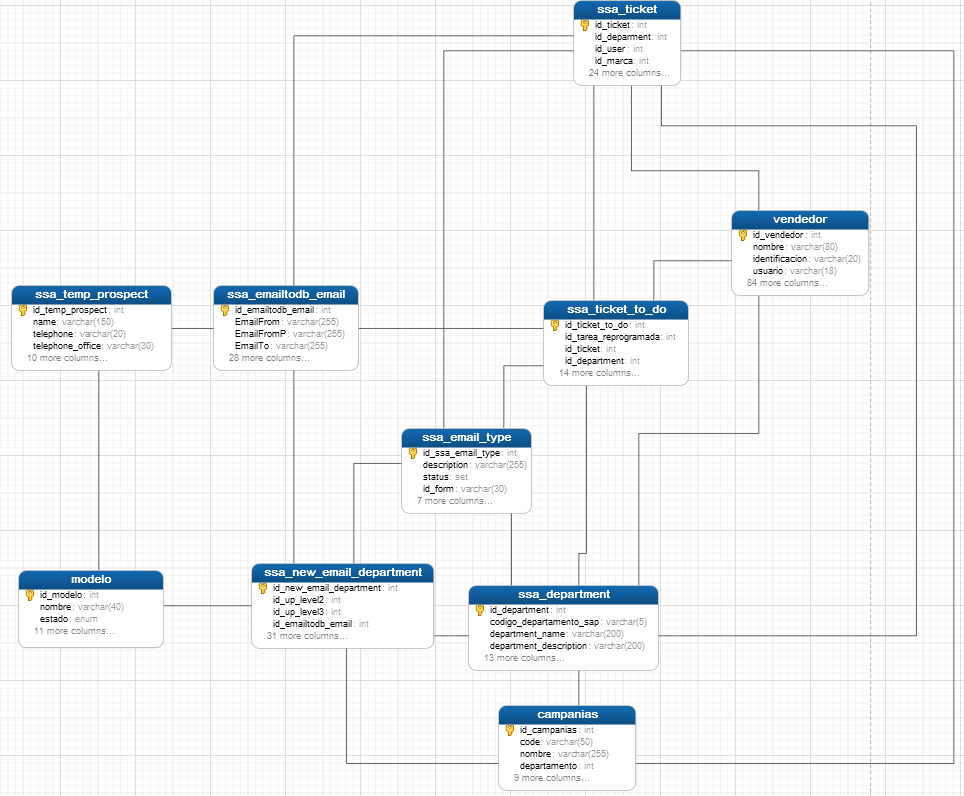 ssa_ticket
id_ticket: int
id_deparment: int
id_user: int
id_marca: int
24 more columns...
vendedor
id_vendedor: int
nombre: varchar(80)
identificacion: varchar(20)
usuario: varchar(18)
84 more columns...
ssa_temp_prospect
id_temp_prospect: int
name: varchar(150)
telephone: varchar(20)
telephone_office: varchar(30)
10 more columns...
ssa_emailtodb_email
id_emailtodb_email: int
EmailFrom: varchar(255)
EmailFromP: varchar(255)
EmailTo: varchar(255)
28 more columns...
ssa_ticket_to_do
id_ticket_to_do: int
id_tarea_reprogramada: int
id_ticket: int
id_department: int
14 more columns...
ssa_email_type
id_ssa_email_type: int
description: varchar(255)
status: set
id_form: varchar(30)
7 more columns...
modelo
id_modelo: int
nombre: varchar(40)
estado: enum
11 more columns...
ssa_new_email_department
id_new_email_department: int
id_up_level2: int
id_up_level3: int
id_emailtodb_email: int
31 more columns...
ssa_department
id_department: int
codigo_departamento_sap: varchar(5)
department_name: varchar(200)
department_description: varchar(200)
13 more columns...
campanias
id_campanias: int
code: varchar(50)
nombre: varchar(255)
departamento: int
9 more columns...